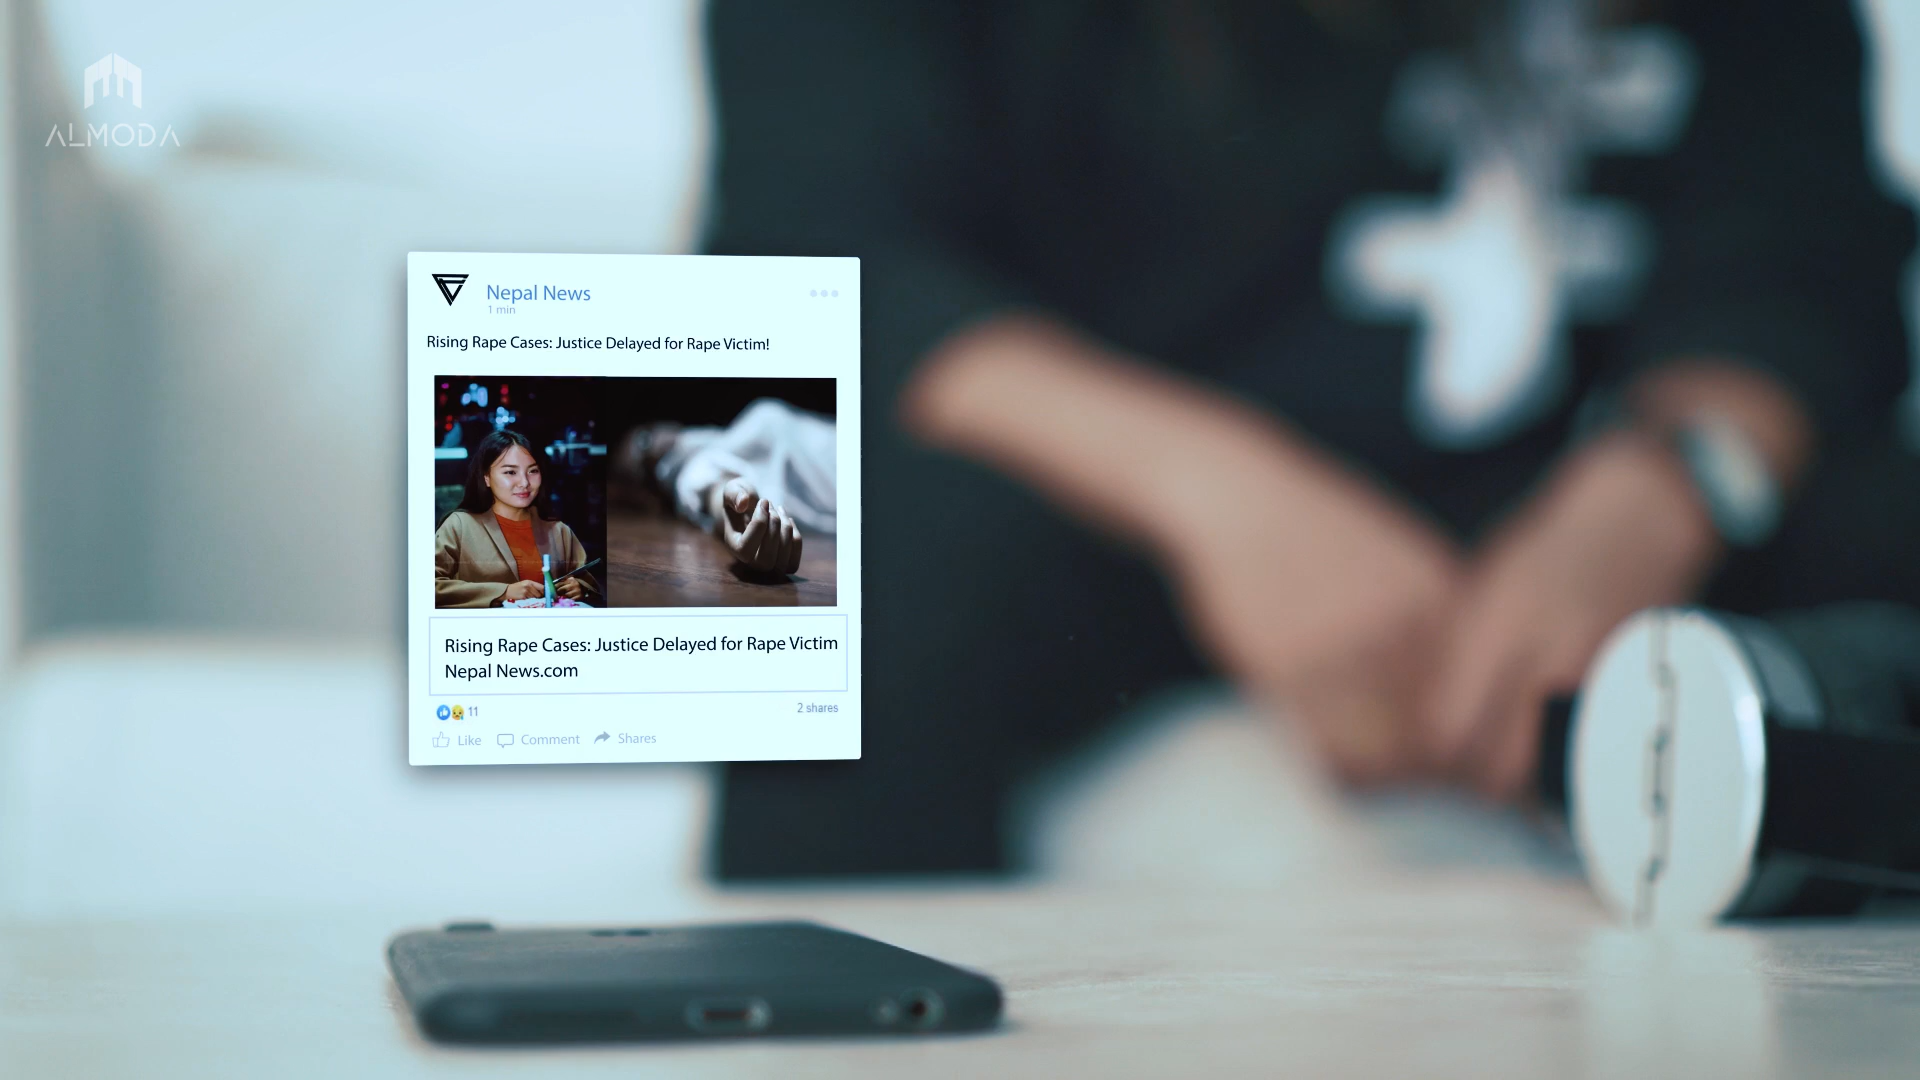 ALMODA
Nepal News
1 min
Rising Rape Cases: Justice Delayed for Rape Victim!
Rising Rape Cases: Justice Delayed for Rape Victim
Nepal News.com
11
2 shares
Like Comment Shares